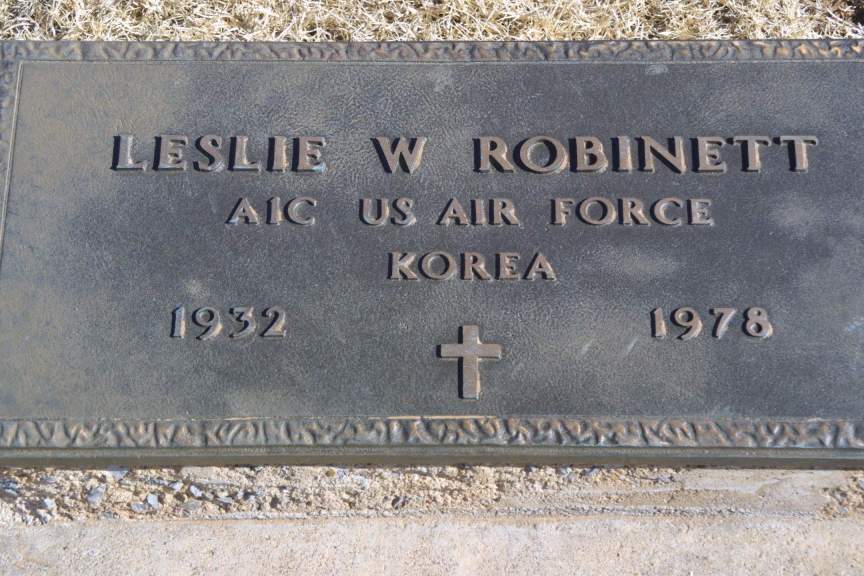 LESLIE W ROBINETT
A1C US AIR FORCE
KOREA
1932 1978